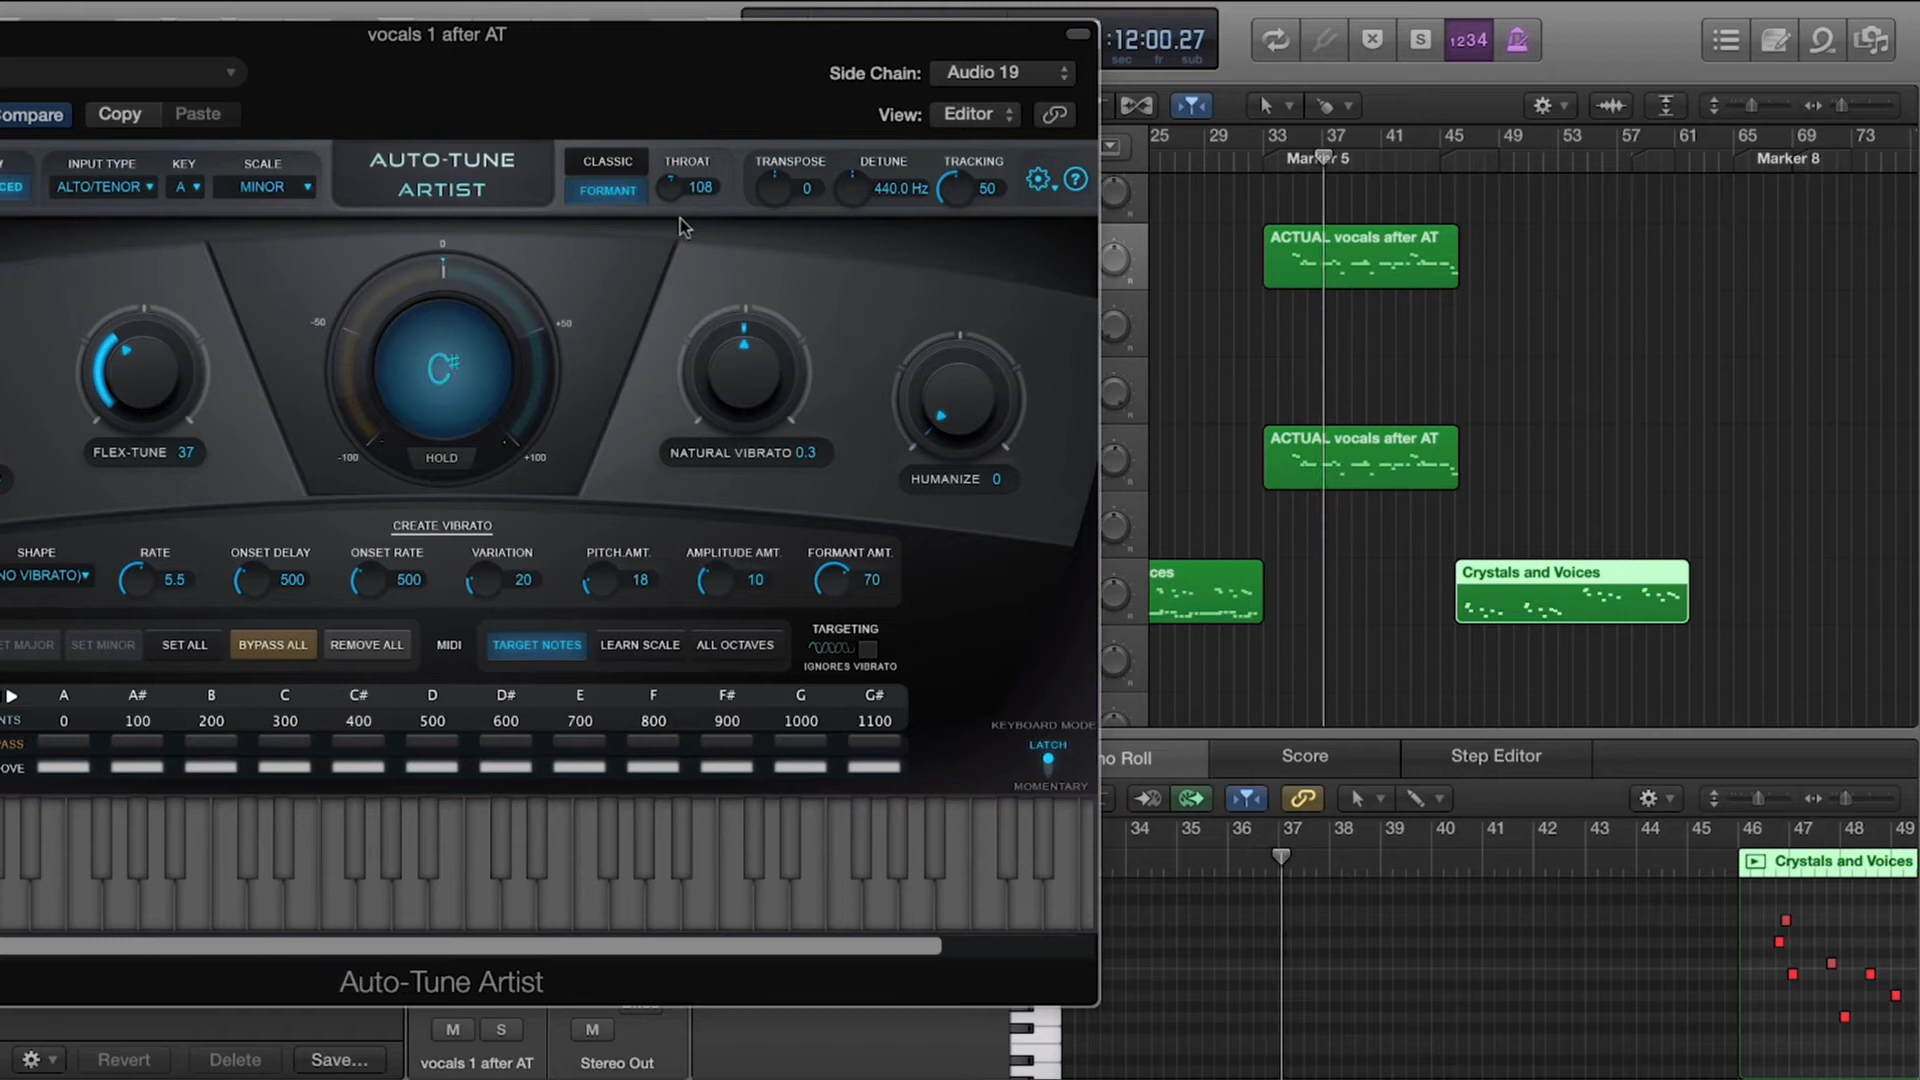 vocals 1 after AT
Side Chain: Audio 19
Compare Copy Paste
View: Editor
INPUT TYPE
ALTO/TENOR
KEY
A
SCALE
MINOR
AUTO-TUNE
ARTIST
CLASSIC
FORMANT
THROAT
108
TRANSPOSE
0
DETUNE
440.0 Hz
TRACKING
50
?
0
-50
+50
C#
-100
+100
HOLD
FLEX-TUNE 37
NATURAL VIBRATO 0.3
HUMANIZE 0
CREATE VIBRATO
SHAPE
NO VIBRATO)
RATE
5.5
ONSET DELAY
500
ONSET RATE
500
VARIATION
20
PITCH.AMT.
18
AMPLITUDE AMT.
10
FORMANT AMT.
70
ET MAJOR SET MINOR SET ALL BYPASS ALL REMOVE ALL MIDI TARGET NOTES LEARN SCALE ALL OCTAVES
TARGETING
IGNORES VIBRATO
A A# B C C# D D# E F F# G G#
NTS 0 100 200 300 400 500 600 700 800 900 1000 1100
ASS
OVE
KEYBOARD MODE
LATCH
MOMENTARY
Auto-Tune Artist
Revert Delete Save...
M S
vocals 1 after AT
M
Stereo Out
:12:00.27
sec fr sub
S
1234
25 29 33 37 41 45 49 53 57 61 65 69 73
Marker 5
Marker 8
ACTUAL vocals after AT
ACTUAL vocals after AT
ces
Crystals and Voices
R
R
R
R
R
R
R
R
no Roll Score Step Editor
34 35 36 37 38 39 40 41 42 43 44 45 46 47 48 49
Crystals and Voices